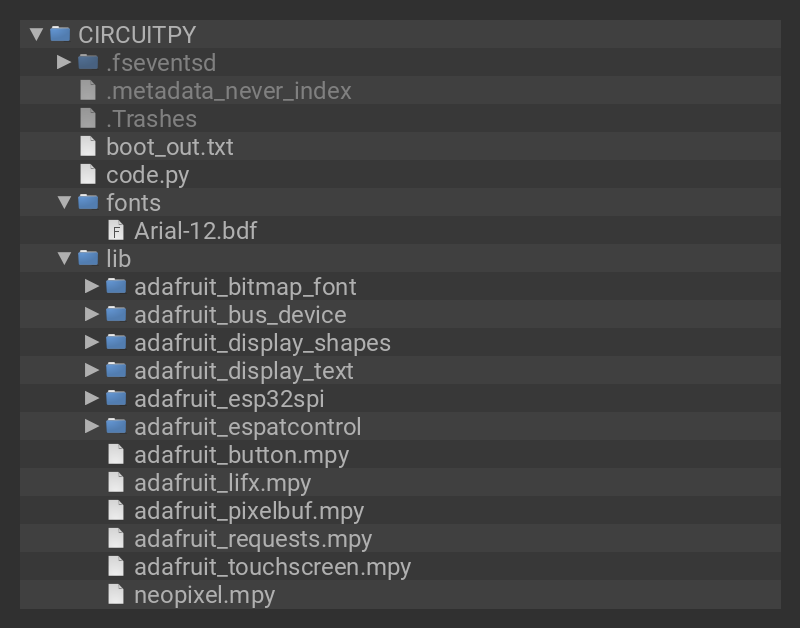 CIRCUITPY
.fseventsd
.metadata_never_index
.Trashes
boot_out.txt
code.py
fonts
F Arial-12.bdf
lib
adafruit_bitmap_font
adafruit_bus_device
adafruit_display_shapes
adafruit_display_text
adafruit_esp32spi
adafruit_espatcontrol
adafruit_button.mpy
adafruit_lifx.mpy
adafruit_pixelbuf.mpy
adafruit_requests.mpy
adafruit_touchscreen.mpy
neopixel.mpy